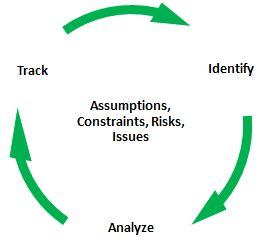 Track
Identify
Assumptions,
Constraints, Risks,
Issues
Analyze